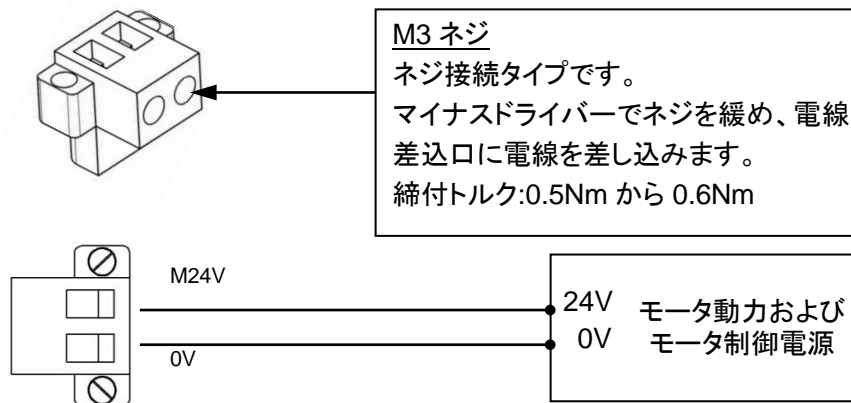 M3 ネジ
ネジ接続タイプです。
マイナスドライバーでネジを緩め、電線
差込口に電線を差し込みます。
締付トルク:0.5Nm から 0.6Nm
M24V
24V モータ動力および
0V モータ制御電源
0V